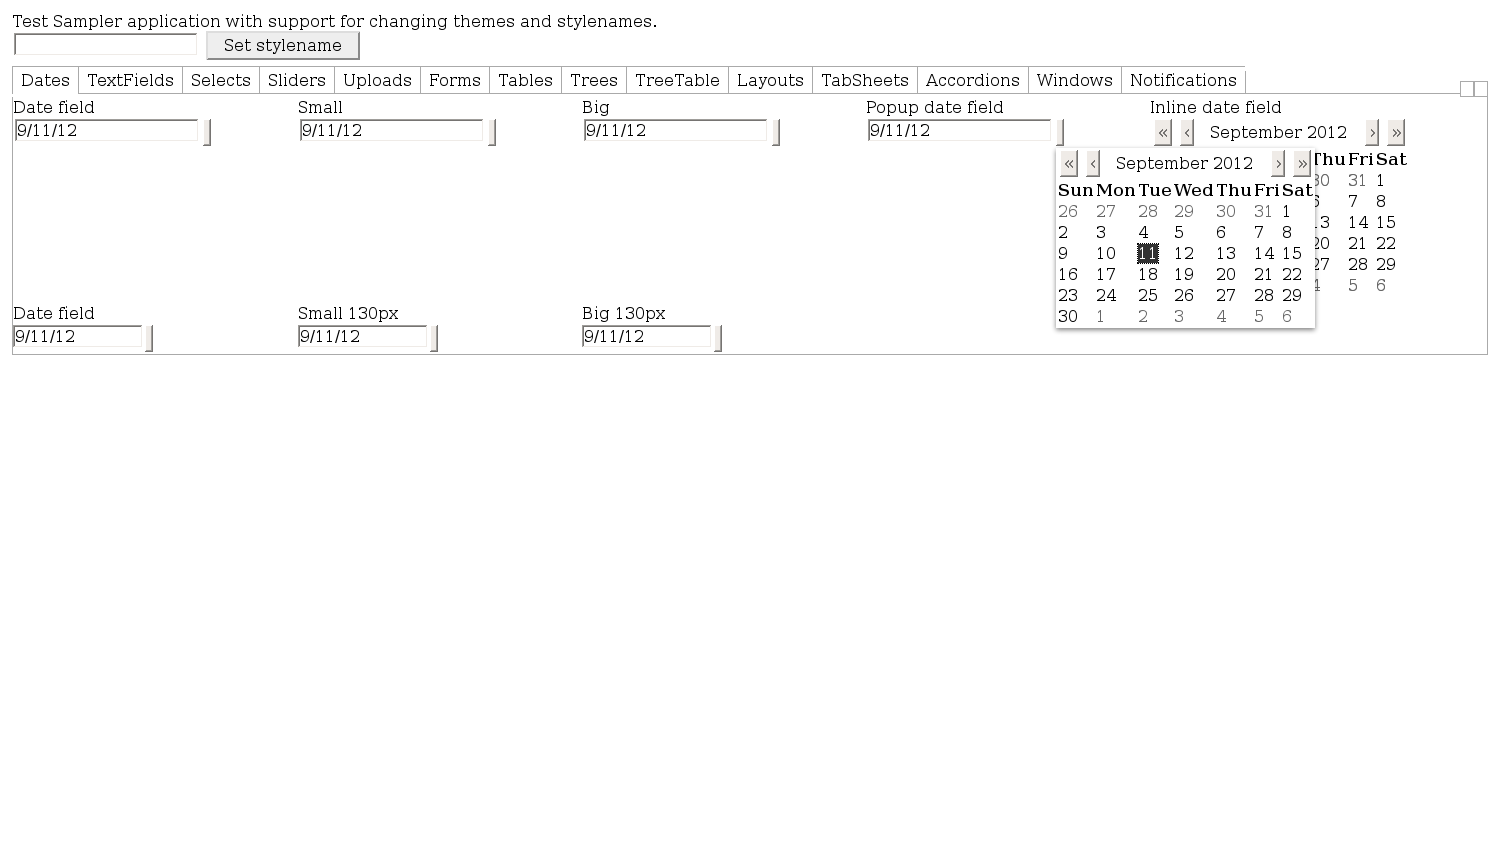 Test Sampler application with support for changing themes and stylenames.
Set stylename
Dates TextFields Selects Sliders Uploads Forms Tables Trees TreeTable Layouts TabSheets Accordions Windows Notifications
Date field Small Big Popup date field Inline date field
9/11/12 9/11/12 9/11/12 9/11/12 « ‹ September 2012 › »
« ‹ September 2012 › »
Sun Mon Tue Wed Thu Fri Sat
26 27 28 29 30 31 1
2 3 4 5 6 7 8
9 10 11 12 13 14 15
16 17 18 19 20 21 22
23 24 25 26 27 28 29
30 1 2 3 4 5 6
Thu Fri Sat
30 31 1
6 7 8
13 14 15
20 21 22
27 28 29
4 5 6
Date field Small 130px Big 130px
9/11/12 9/11/12 9/11/12